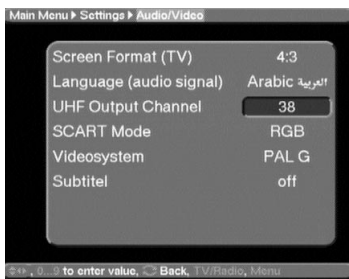 Main Menu ▸ Settings ▸ Audio/Video
Screen Format (TV) 4:3
Language (audio signal) Arabic العربية
UHF Output Channel 38
SCART Mode RGB
Videosystem PAL G
Subtitel off
, 0...9 to enter value, Back, TV/Radio, Menu